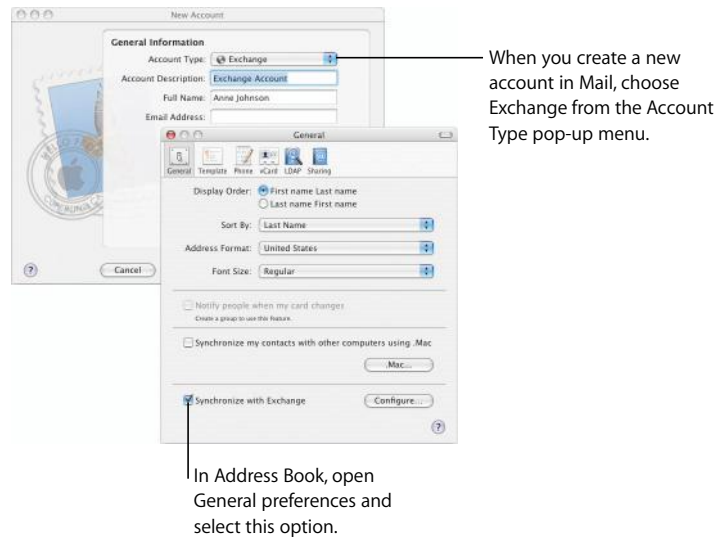 New Account
General Information
Account Type: Exchange
Account Description: Exchange Account
Full Name: Anne Johnson
Email Address:
Cancel
When you create a new
account in Mail, choose
Exchange from the Account
Type pop-up menu.
General
General Template Phone vCard LDAP Sharing
Display Order: First name Last name
Last name First name
Sort By: Last Name
Address Format: United States
Font Size: Regular
Notify people when my card changes
Create a group to use this feature.
Synchronize my contacts with other computers using .Mac
.Mac...
Synchronize with Exchange Configure...
?
?
In Address Book, open
General preferences and
select this option.